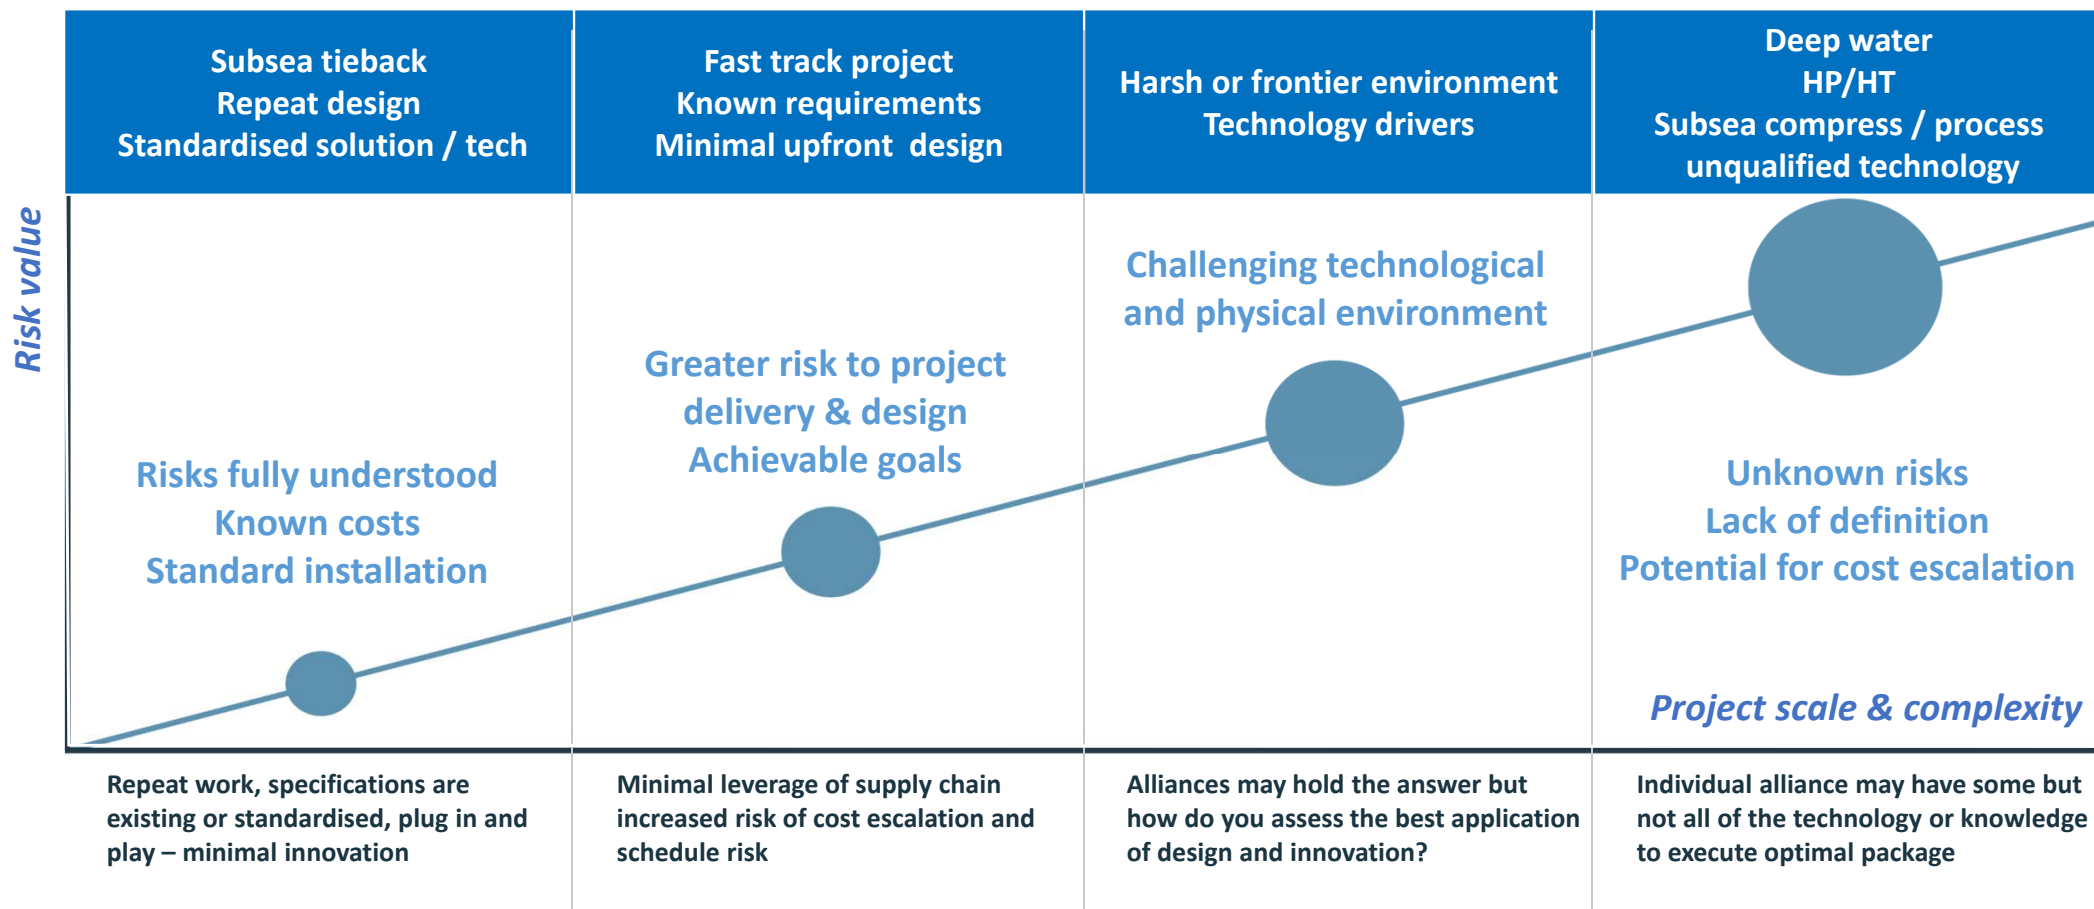 Subsea tieback
Repeat design
Standardised solution / tech
Fast track project
Known requirements
Minimal upfront design
Harsh or frontier environment
Technology drivers
Deep water
HP/HT
Subsea compress / process
unqualified technology
Risk value
Risks fully understood
Known costs
Standard installation
Greater risk to project
delivery & design
Achievable goals
Challenging technological
and physical environment
Unknown risks
Lack of definition
Potential for cost escalation
Project scale & complexity
Repeat work, specifications are
existing or standardised, plug in and
play – minimal innovation
Minimal leverage of supply chain
increased risk of cost escalation and
schedule risk
Alliances may hold the answer but
how do you assess the best application
of design and innovation?
Individual alliance may have some but
not all of the technology or knowledge
to execute optimal package